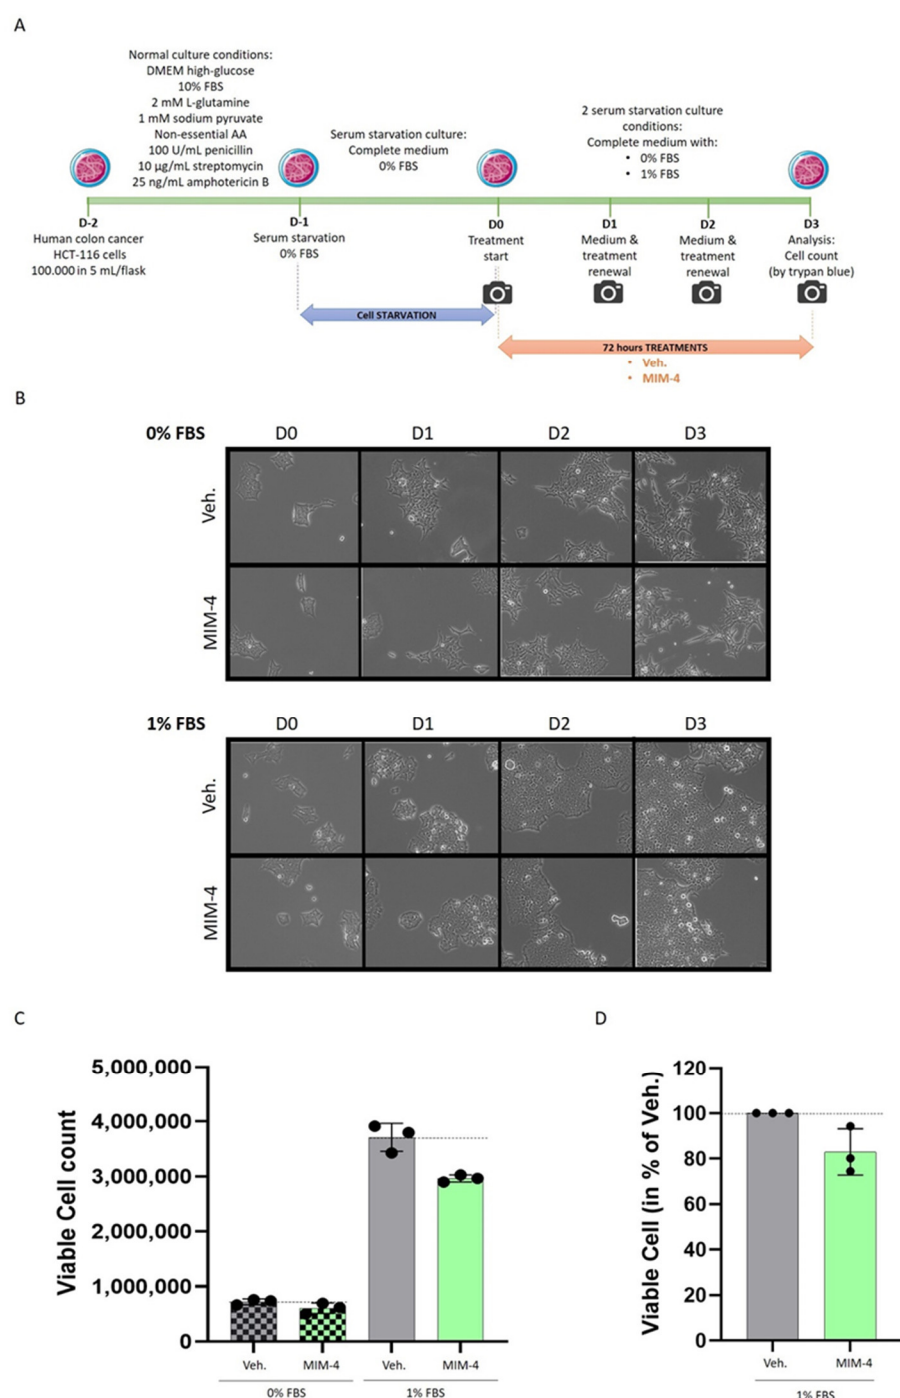 A
Normal culture conditions:
DMEM high-glucose
10% FBS
2 mM L-glutamine
1 mM sodium pyruvate
Non-essential AA
100 U/mL penicillin
10 µg/mL streptomycin
25 ng/mL amphotericin B
Serum starvation culture:
Complete medium
0% FBS
2 serum starvation culture
conditions:
Complete medium with:
• 0% FBS
• 1% FBS
D-2
Human colon cancer
HCT-116 cells
100.000 in 5 mL/flask
D-1
Serum starvation
0% FBS
D0
Treatment
start
D1
Medium &
treatment
renewal
D2
Medium &
treatment
renewal
D3
Analysis:
Cell count
(by trypan blue)
Cell STARVATION
72 hours TREATMENTS
- Veh.
• MIM-4
B
0% FBS D0 D1 D2 D3
Veh.
MIM-4
1% FBS D0 D1 D2 D3
Veh.
MIM-4
C
Viable Cell count
5,000,000
4,000,000
3,000,000
2,000,000
1,000,000
0
Veh. MIM-4 Veh. MIM-4
0% FBS 1% FBS
D
Viable Cell (in % of Veh.)
120
100
80
60
40
20
0
Veh. MIM-4
1% FBS